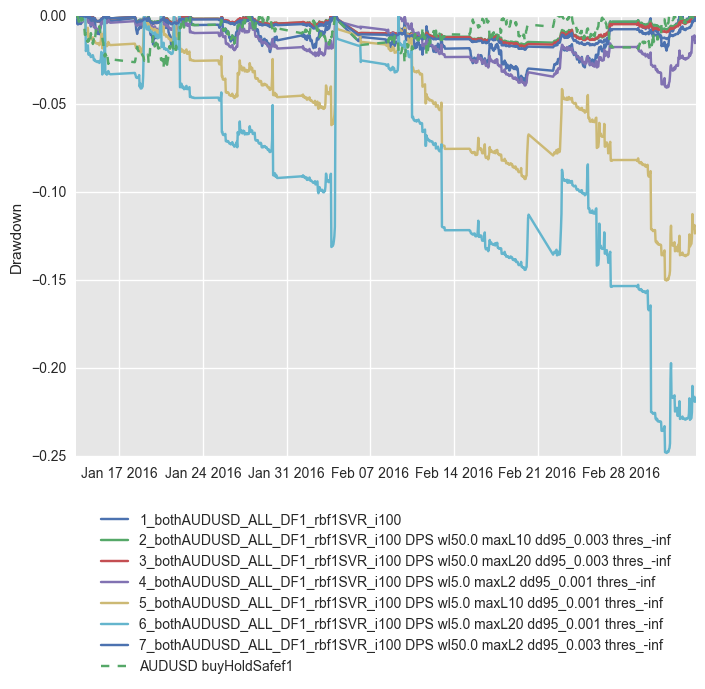 0.00
−0.05
−0.10
−0.15
−0.20
−0.25
Drawdown
Jan 17 2016 Jan 24 2016 Jan 31 2016 Feb 07 2016 Feb 14 2016 Feb 21 2016 Feb 28 2016
1_bothAUDUSD_ALL_DF1_rbf1SVR_i100
2_bothAUDUSD_ALL_DF1_rbf1SVR_i100 DPS wl50.0 maxL10 dd95_0.003 thres_-inf
3_bothAUDUSD_ALL_DF1_rbf1SVR_i100 DPS wl50.0 maxL20 dd95_0.003 thres_-inf
4_bothAUDUSD_ALL_DF1_rbf1SVR_i100 DPS wl5.0 maxL2 dd95_0.001 thres_-inf
5_bothAUDUSD_ALL_DF1_rbf1SVR_i100 DPS wl5.0 maxL10 dd95_0.001 thres_-inf
6_bothAUDUSD_ALL_DF1_rbf1SVR_i100 DPS wl5.0 maxL20 dd95_0.001 thres_-inf
7_bothAUDUSD_ALL_DF1_rbf1SVR_i100 DPS wl50.0 maxL2 dd95_0.003 thres_-inf
AUDUSD buyHoldSafef1